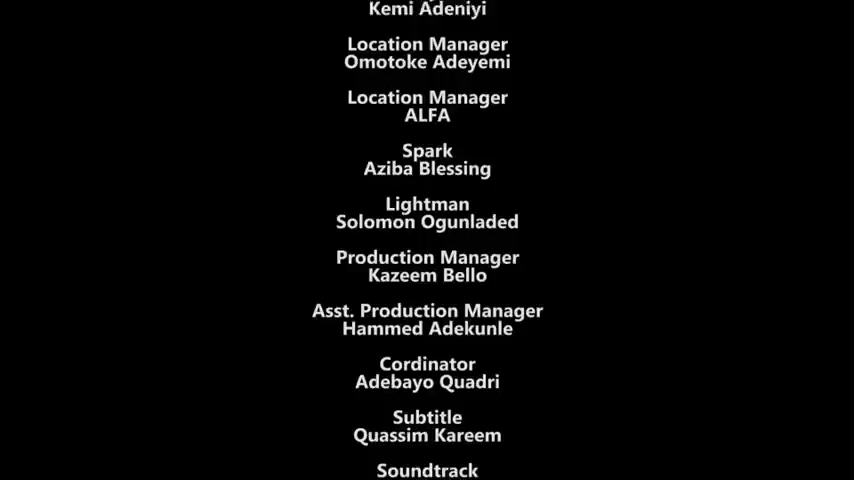 Kemi Adeniyi
Location Manager
Omotoke Adeyemi
Location Manager
ALFA
Spark
Aziba Blessing
Lightman
Solomon Ogunladed
Production Manager
Kazeem Bello
Asst. Production Manager
Hammed Adekunle
Cordinator
Adebayo Quadri
Subtitle
Quassim Kareem
Soundtrack